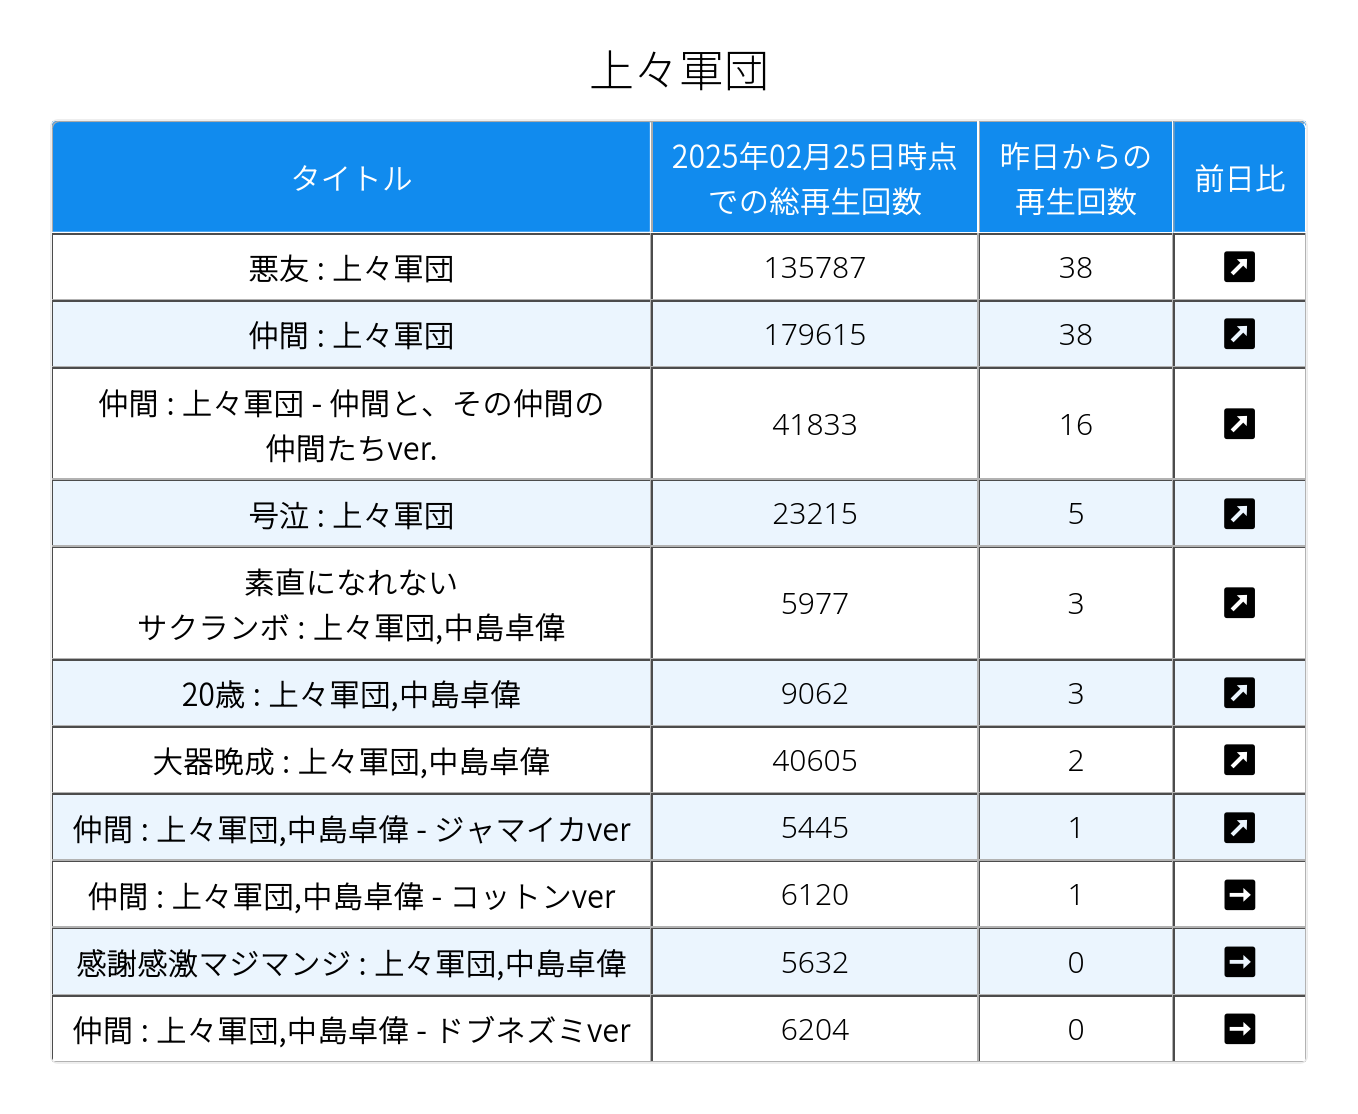 上々軍団
タイトル
2025年02月25日時点
での総再生回数
昨日からの
再生回数
前日比
悪友 : 上々軍団 135787 38
仲間 : 上々軍団 179615 38
仲間 : 上々軍団 - 仲間と、その仲間の
仲間たちver.
41833 16
号泣 : 上々軍団 23215 5
素直になれない
サクランボ : 上々軍団,中島卓偉
5977 3
20歳 : 上々軍団,中島卓偉 9062 3
大器晩成 : 上々軍団,中島卓偉 40605 2
仲間 : 上々軍団,中島卓偉 - ジャマイカver 5445 1
仲間 : 上々軍団,中島卓偉 - コットンver 6120 1
感謝感激マジマンジ : 上々軍団,中島卓偉 5632 0
仲間 : 上々軍団,中島卓偉 - ドブネズミver 6204 0